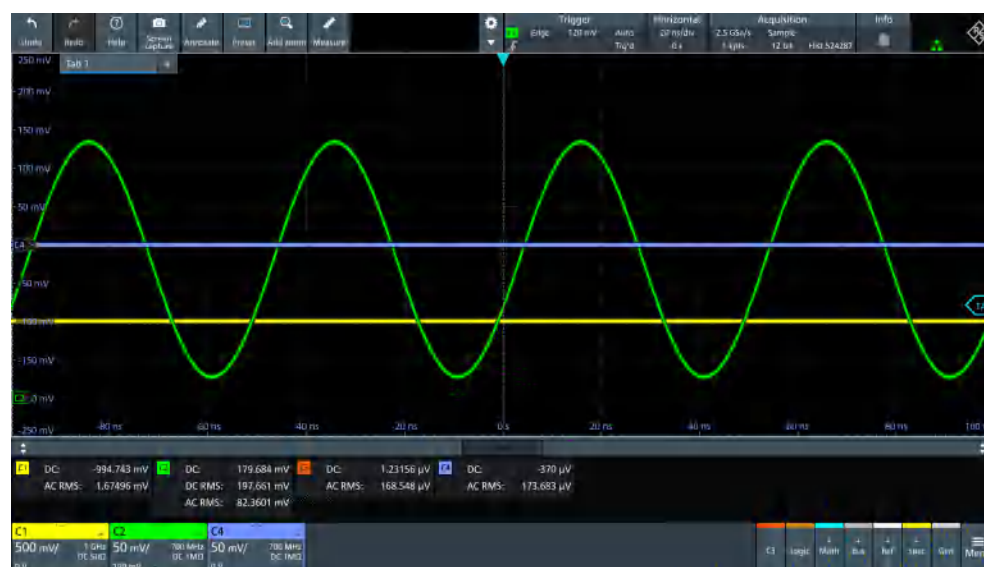 Undo Redo Help Screen capture Annotate Preset Add zoom Measure
Trigger Horizontal Acquisition Info
Edge 120 mV Auto 20 ns/div 2.5 GSa/s Sample
Trig'd 0 s 1 kpts 12 bit
250 mV Tab 1 +
200 mV
150 mV
100 mV
50 mV
C4
-50 mV
-100 mV
-150 mV
C2
-250 mV -80 ns -60 ns -40 ns -20 ns 0 s 20 ns 40 ns 60 ns 80 ns
C1 DC: -994.743 mV C2 DC: 179.684 mV C3 DC: 1.23156 µV C4 DC: -370 µV
AC RMS: 1.67496 mV DC RMS: 197.661 mV AC RMS: 168.548 µV AC RMS: 173.683 µV
AC RMS: 82.3601 mV
C1 C2 C4
500 mV/ 1 GHz 50 mV/ 700 MHz 50 mV/ 700 MHz
DC 50Ω DC 1MΩ DC 1MΩ
C3 Logic Math Bus Ref Gen Menu